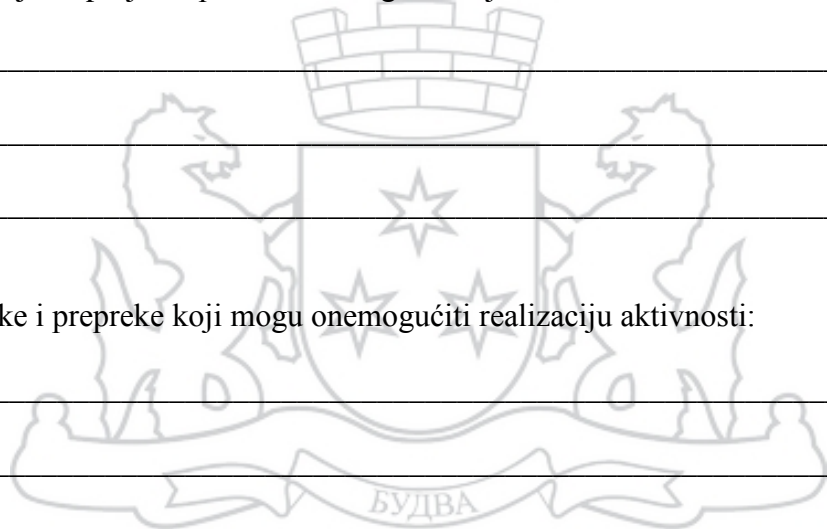 ke i prepreke koji mogu onemogućiti realizaciju aktivnosti:
БУДВА